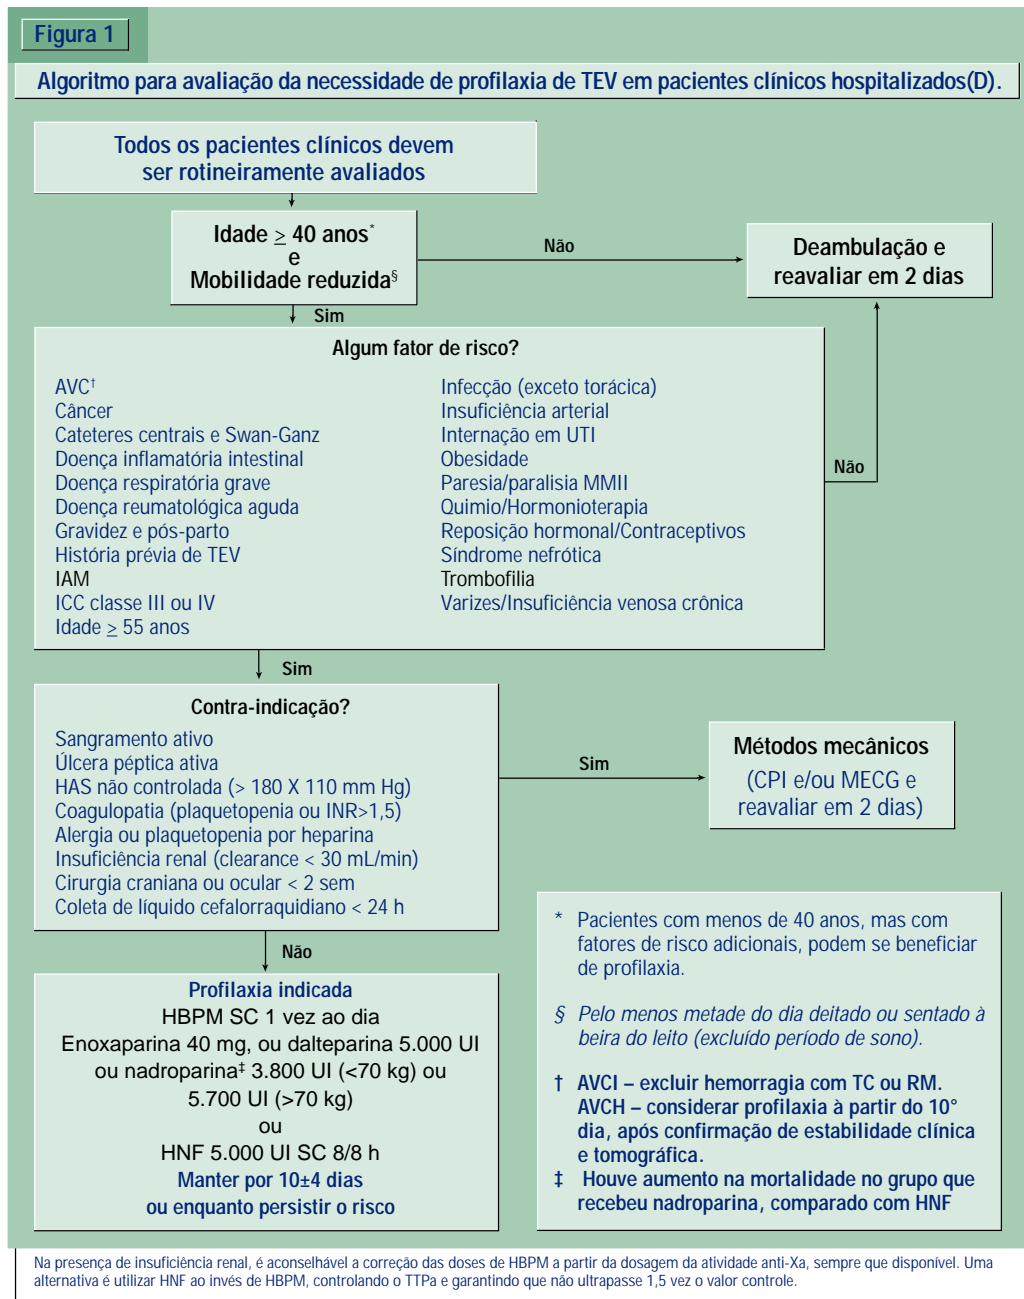 Figura 1
Algoritmo para avaliação da necessidade de profilaxia de TEV em pacientes clínicos hospitalizados(D).
Todos os pacientes clínicos devem
ser rotineiramente avaliados
Idade ≥ 40 anos*
e
Mobilidade reduzida§
Não
Deambulação e
reavaliar em 2 dias
Sim
Algum fator de risco?
AVC†
Câncer
Cateteres centrais e Swan-Ganz
Doença inflamatória intestinal
Doença respiratória grave
Doença reumatológica aguda
Gravidez e pós-parto
História prévia de TEV
IAM
ICC classe III ou IV
Idade ≥ 55 anos
Infecção (exceto torácica)
Insuficiência arterial
Internação em UTI
Obesidade
Paresia/paralisia MMII
Quimio/Hormonioterapia
Reposição hormonal/Contraceptivos
Síndrome nefrótica
Trombofilia
Varizes/Insuficiência venosa crônica
Não
Sim
Contra-indicação?
Sangramento ativo
Úlcera péptica ativa
HAS não controlada (> 180 X 110 mm Hg)
Coagulopatia (plaquetopenia ou INR>1,5)
Alergia ou plaquetopenia por heparina
Insuficiência renal (clearance < 30 mL/min)
Cirurgia craniana ou ocular < 2 sem
Coleta de líquido cefalorraquidiano < 24 h
Sim
Métodos mecânicos
(CPI e/ou MECG e
reavaliar em 2 dias)
Não
Profilaxia indicada
HBPM SC 1 vez ao dia
Enoxaparina 40 mg, ou dalteparina 5.000 UI
ou nadroparina‡ 3.800 UI (<70 kg) ou
5.700 UI (>70 kg)
ou
HNF 5.000 UI SC 8/8 h
Manter por 10±4 dias
ou enquanto persistir o risco
* Pacientes com menos de 40 anos, mas com
fatores de risco adicionais, podem se beneficiar
de profilaxia.
§ Pelo menos metade do dia deitado ou sentado à
beira do leito (excluído período de sono).
† AVCI – excluir hemorragia com TC ou RM.
AVCH – considerar profilaxia à partir do 10°
dia, após confirmação de estabilidade clínica
e tomográfica.
‡ Houve aumento na mortalidade no grupo que
recebeu nadroparina, comparado com HNF
Na presença de insuficiência renal, é aconselhável a correção das doses de HBPM a partir da dosagem da atividade anti-Xa, sempre que disponível. Uma
alternativa é utilizar HNF ao invés de HBPM, controlando o TTPa e garantindo que não ultrapasse 1,5 vez o valor controle.